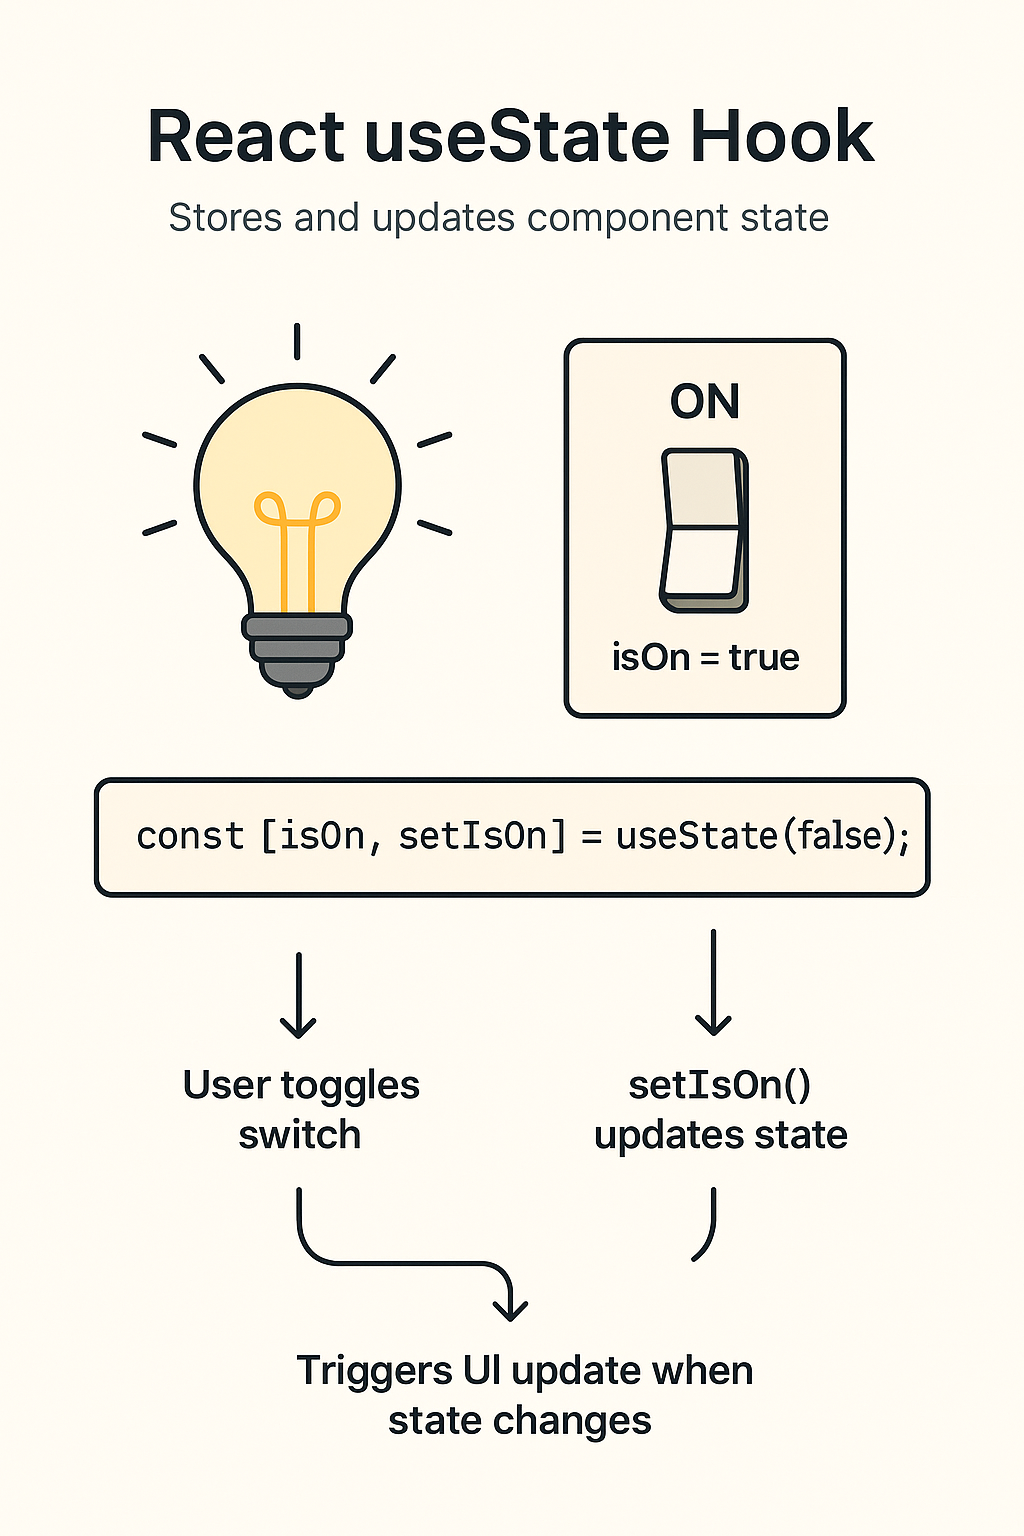 React useState Hook
Stores and updates component state
ON
isOn = true
const [isOn, setIsOn] = useState(false);
User toggles
switch
setIsOn()
updates state
Triggers UI update when
state changes